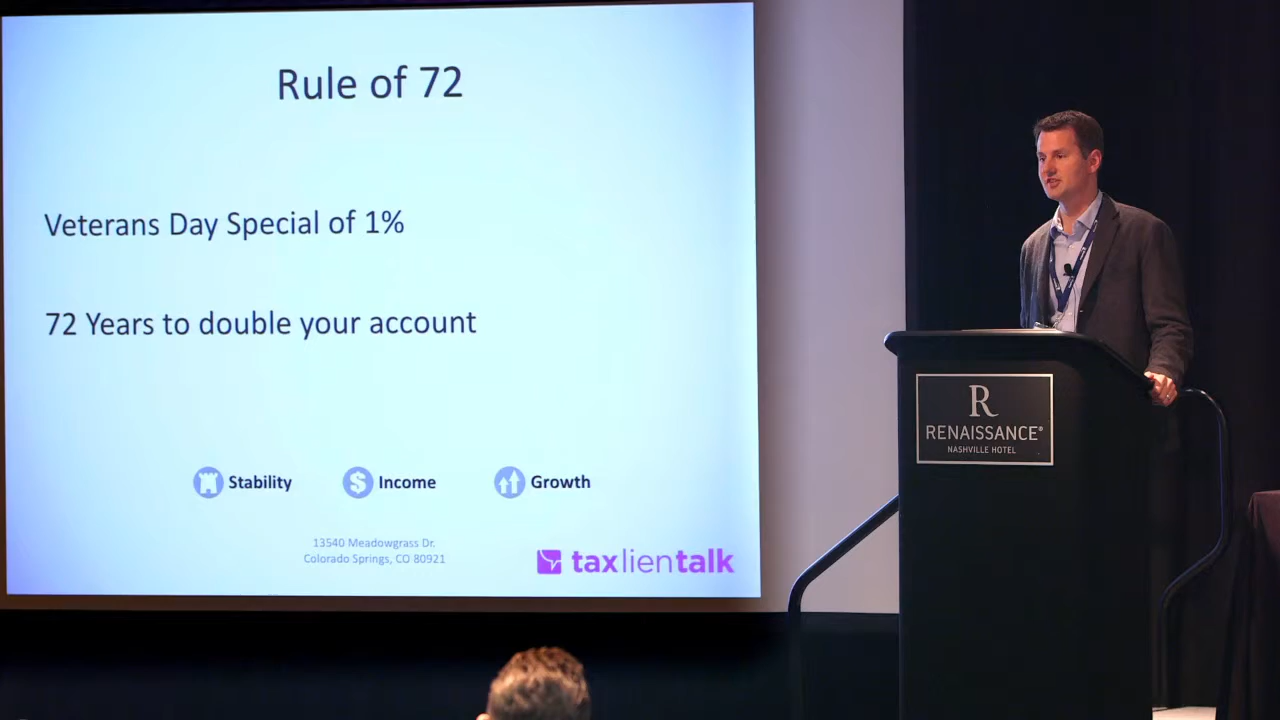 Rule of 72
Veterans Day Special of 1%
72 Years to double your account
Stability
Income
Growth
13540 Meadowgrass Dr.
Colorado Springs, CO 80921
taxlientalk
R
RENAISSANCE®
NASHVILLE HOTEL